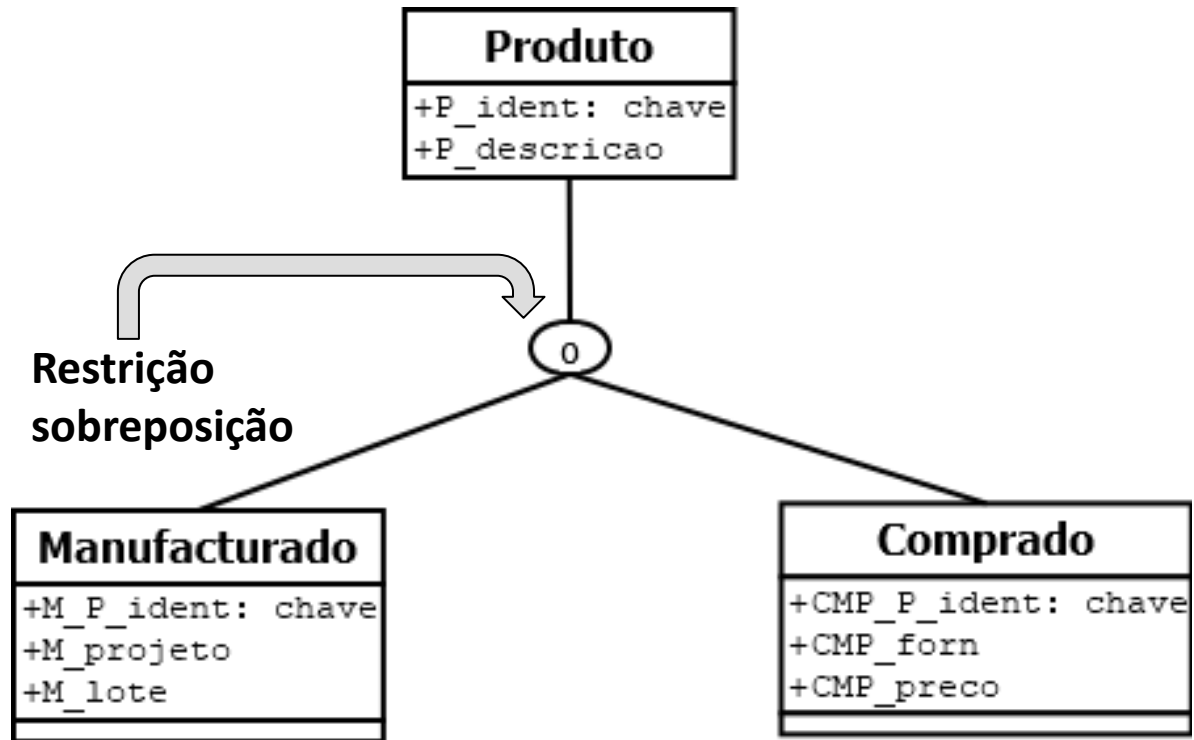 Produto
+P_ident: chave
+P_descricao
o
Restrição
sobreposição
Manufacturado
+M_P_ident: chave
+M_projeto
+M_lote
Comprado
+CMP_P_ident: chave
+CMP_forn
+CMP_preco